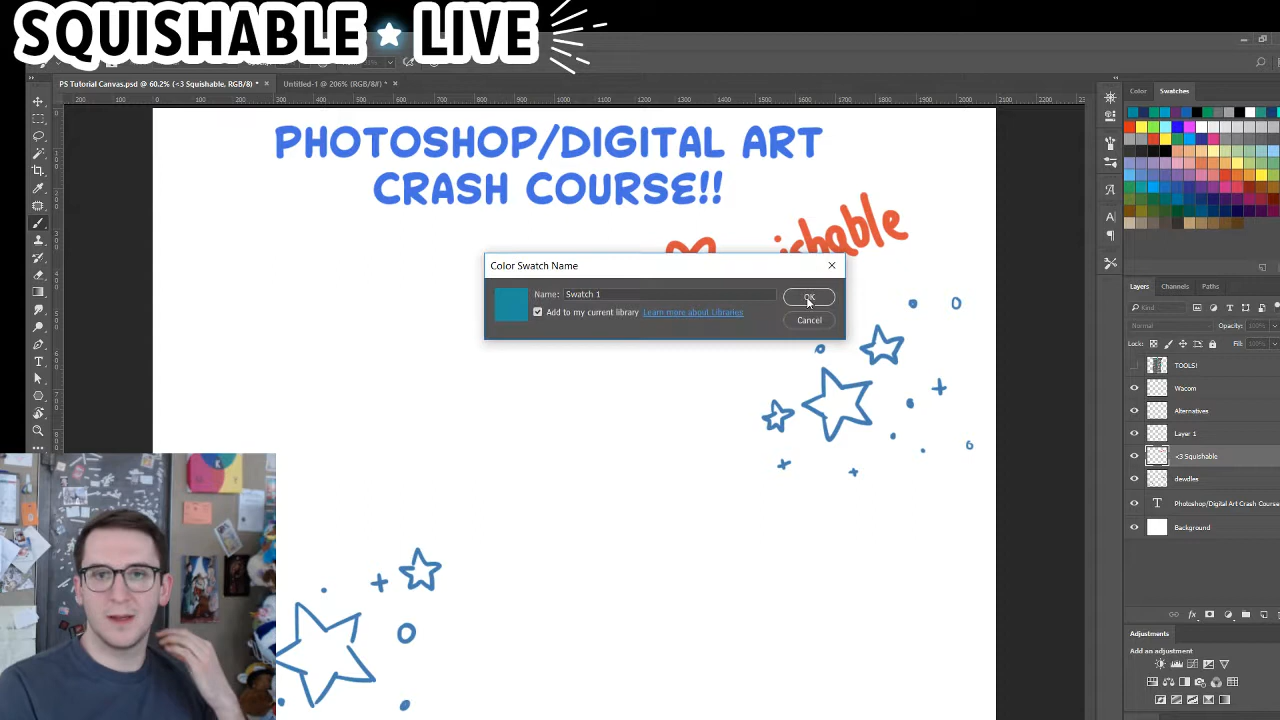 SQUISHABLE LIVE
PS Tutorial Canvas.psd @ 60.2% (<3 Squishable, RGB/8) *
Untitled-1 @ 206% (RGB/8#) *
Color
Swatches
PHOTOSHOP/DIGITAL ART
CRASH COURSE!!
ishable
Color Swatch Name
Name: Swatch 1
OK
Add to my current library
Learn more about Libraries
Cancel
Layers
Channels
Paths
Kind
Normal
Opacity: 100%
Lock:
Fill: 100%
TOOLS!
Wacom
Alternatives
Layer 1
<3 Squishable
dewdles
Photoshop/Digital Art Crash Course
Background
Adjustments
Add an adjustment